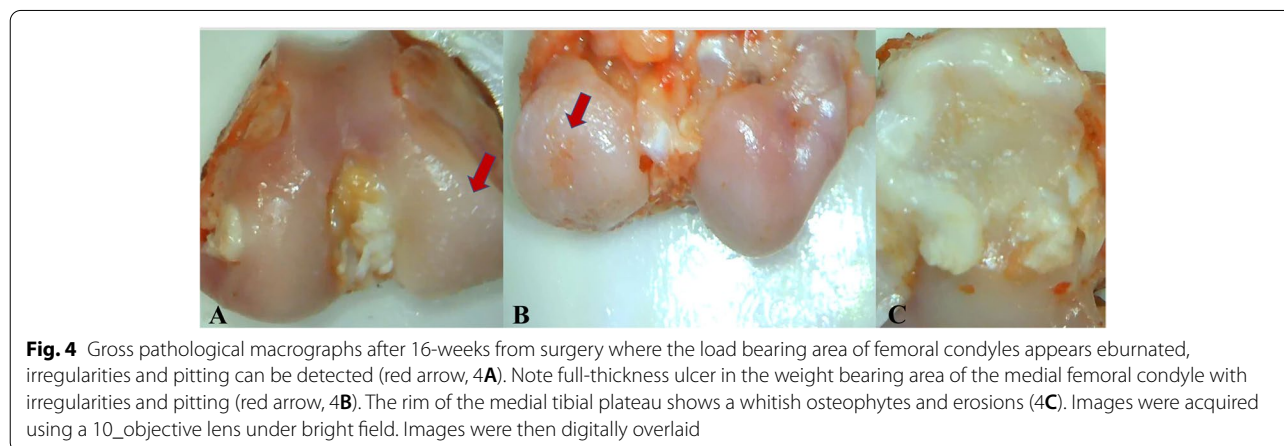 A
B
C
Fig. 4 Gross pathological macrographs after 16-weeks from surgery where the load bearing area of femoral condyles appears eburnated,
irregularities and pitting can be detected (red arrow, 4A). Note full-thickness ulcer in the weight bearing area of the medial femoral condyle with
irregularities and pitting (red arrow, 4B). The rim of the medial tibial plateau shows a whitish osteophytes and erosions (4C). Images were acquired
using a 10_objective lens under bright field. Images were then digitally overlaid